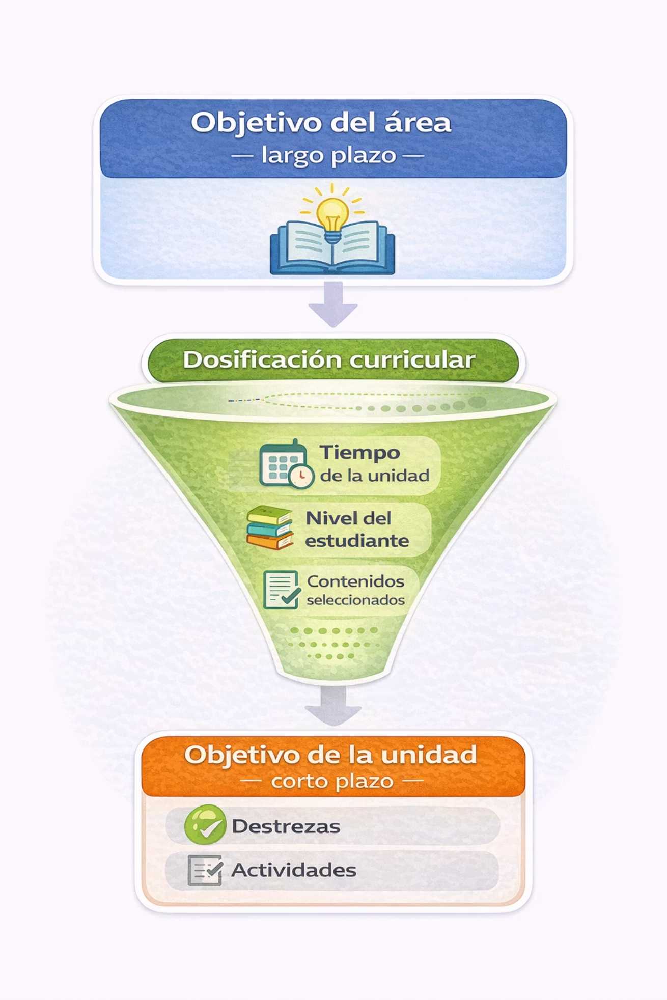 Objetivo del área
— largo plazo —
Dosificación curricular
Tiempo
de la unidad
Nivel del
estudiante
Contenidos
seleccionados
Objetivo de la unidad
— corto plazo —
Destrezas
Actividades